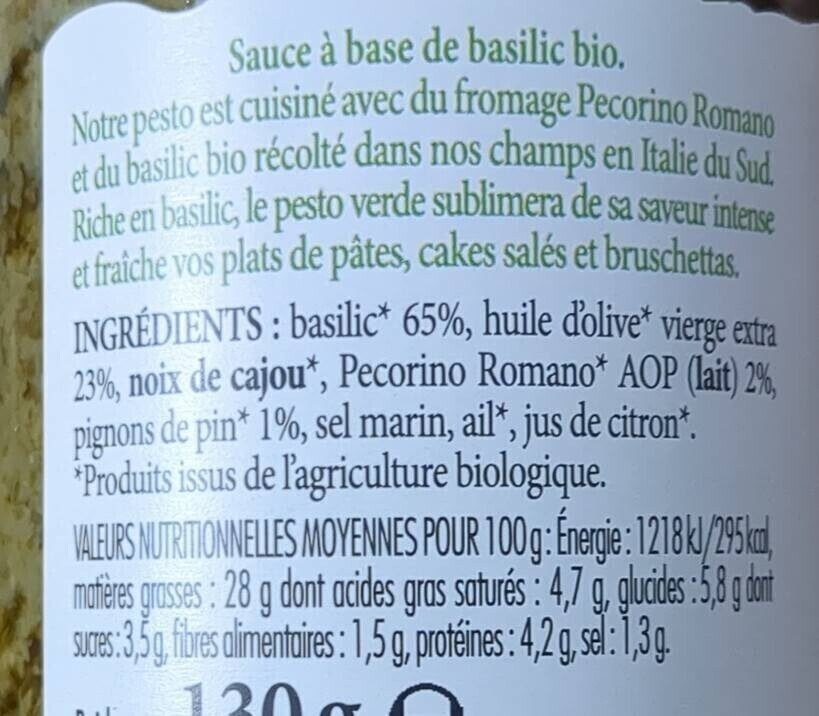 Sauce à base de basilic bio.
Notre pesto est cuisiné avec du fromage Pecorino Romano
et du basilic bio récolté dans nos champs en Italie du Sud.
Riche en basilic, le pesto verde sublimera de sa saveur intense
et fraîche vos plats de pâtes, cakes salés et bruschettas.
INGRÉDIENTS : basilic* 65%, huile d'olive* vierge extra
23%, noix de cajou*, Pecorino Romano* AOP (lait) 2%,
pignons de pin* 1%, sel marin, ail*, jus de citron*.
*Produits issus de l'agriculture biologique.
VALEURS NUTRITIONNELLES MOYENNES POUR 100g : Énergie : 1218 kJ/295 kcal,
matières grasses : 28 g dont acides gras saturés : 4,7 g, glucides : 5,8 g dont
sucres : 3,5 g, fibres alimentaires : 1,5 g, protéines : 4,2 g, sel : 1,3 g.
130 g